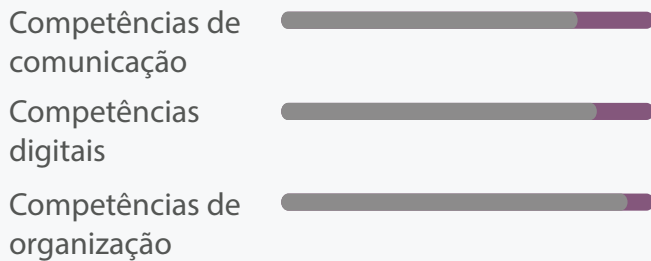 Competências de
comunicação
Competências
digitais
Competências de
organização